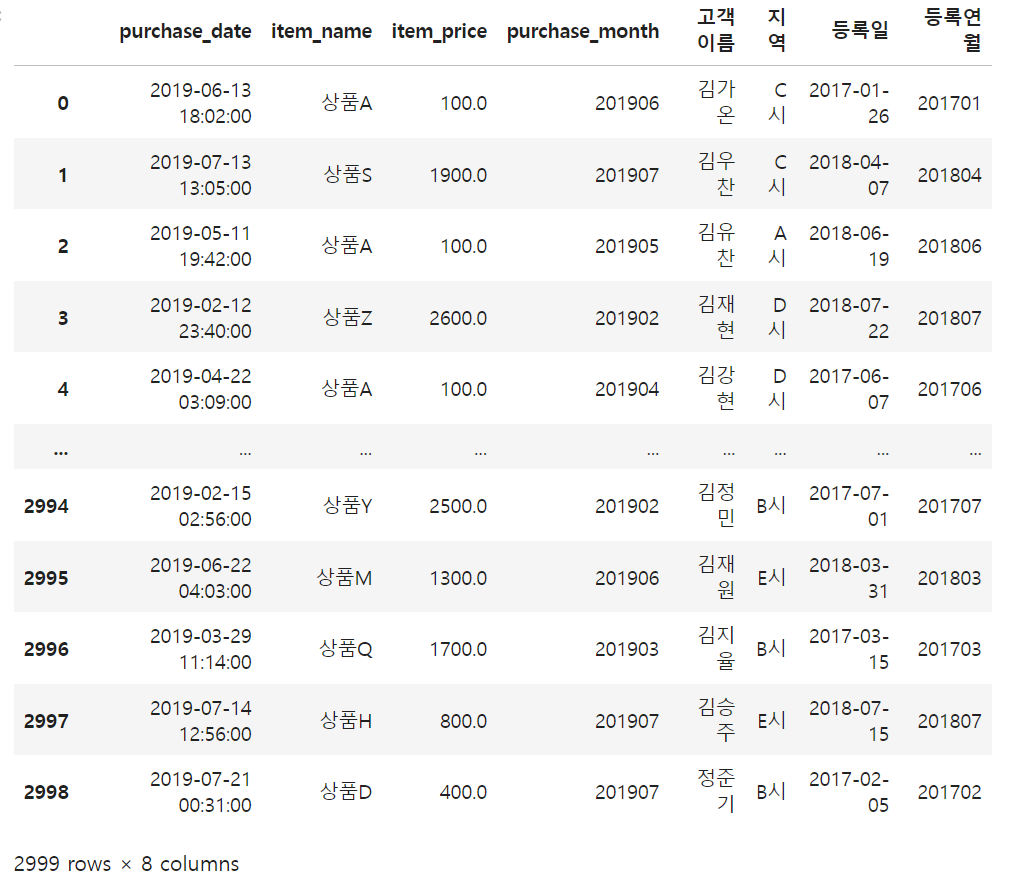 purchase_date item_name item_price purchase_month 고객이름 지역 등록일 등록연월
0 2019-06-13 18:02:00 상품A 100.0 201906 김가온 C시 2017-01-26 201701
1 2019-07-13 13:05:00 상품S 1900.0 201907 김우찬 C시 2018-04-07 201804
2 2019-05-11 19:42:00 상품A 100.0 201905 김유찬 A시 2018-06-19 201806
3 2019-02-12 23:40:00 상품Z 2600.0 201902 김재현 D시 2018-07-22 201807
4 2019-04-22 03:09:00 상품A 100.0 201904 김강현 D시 2017-06-07 201706
... ... ... ... ... ... ... ... ...
2994 2019-02-15 02:56:00 상품Y 2500.0 201902 김정민 B시 2017-07-01 201707
2995 2019-06-22 04:03:00 상품M 1300.0 201906 김재원 E시 2018-03-31 201803
2996 2019-03-29 11:14:00 상품Q 1700.0 201903 김지율 B시 2017-03-15 201703
2997 2019-07-14 12:56:00 상품H 800.0 201907 김승주 E시 2018-07-15 201807
2998 2019-07-21 00:31:00 상품D 400.0 201907 정준기 B시 2017-02-05 201702
2999 rows × 8 columns